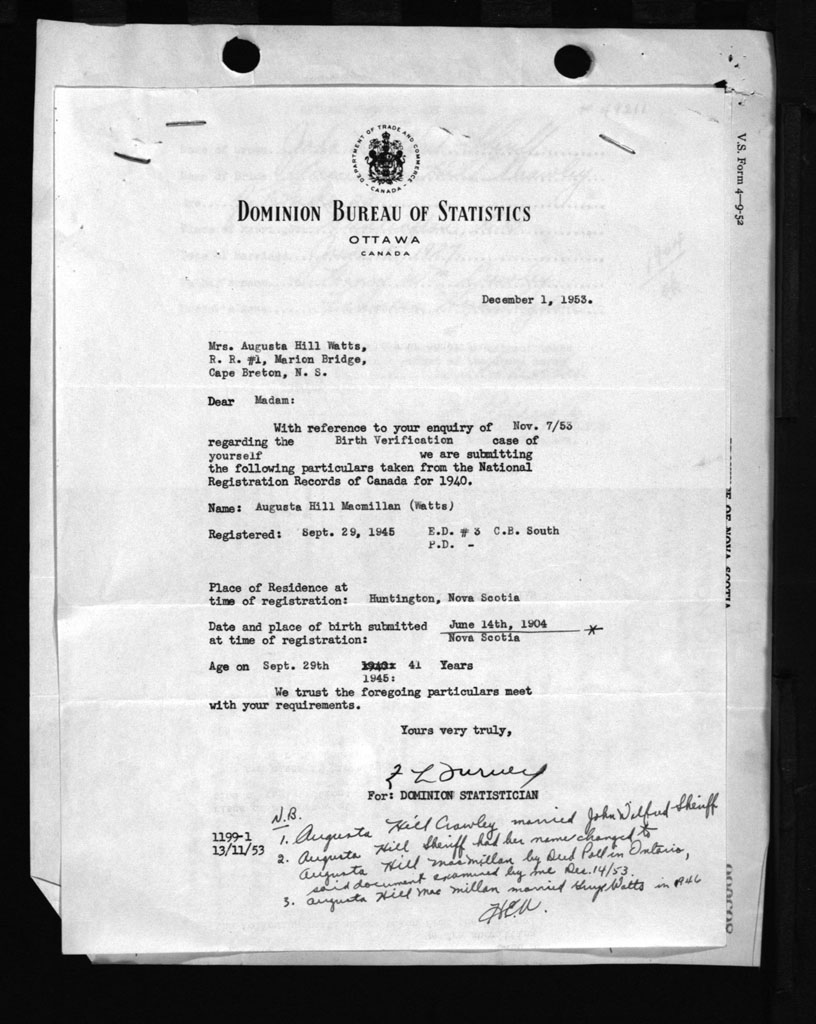 V.S. Form 4—9-52
DEPARTMENT OF TRADE AND COMMERCE
CANADA
DOMINION BUREAU OF STATISTICS
OTTAWA
CANADA
December 1, 1953.
Mrs. Augusta Hill Watts,
R. R. #1, Marion Bridge,
Cape Breton, N. S.
Dear Madam:
With reference to your enquiry of Nov. 7/53
regarding the Birth Verification case of
yourself we are submitting
the following particulars taken from the National
Registration Records of Canada for 1940.
Name: Augusta Hill Macmillan (Watts)
Registered: Sept. 29, 1945 E.D. # 3 C.B. South
P.D. -
Place of Residence at
time of registration: Huntington, Nova Scotia
Date and place of birth submitted June 14th, 1904
at time of registration: Nova Scotia
Age on Sept. 29th 41 Years
1945:
We trust the foregoing particulars meet
with your requirements.
Yours very truly,
For: DOMINION STATISTICIAN
N.B.
1199-1
13/11/53
1. Augusta Hill Crawley married John Wilfred Sheriff
2. Augusta Hill Sheriff had her name changed to
Augusta Hill MacMillan by Deed Poll in Ontario,
said document examined by me Dec. 14/53.
3. Augusta Hill MacMillan married Watts in 1946